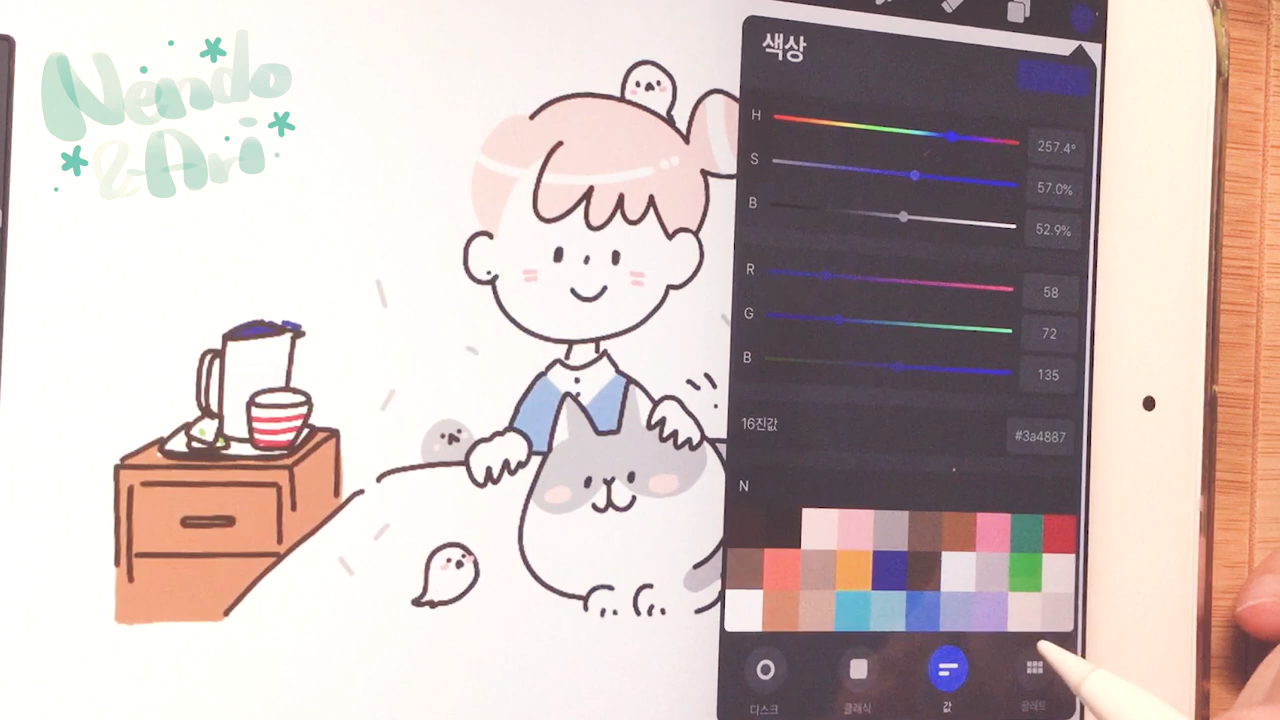 Nendo
&Ari
색상
H 257.4°
S 57.0%
B 52.9%
R 58
G 72
B 135
16진값 #3a4887
N
디스크 클래식 값 팔레트